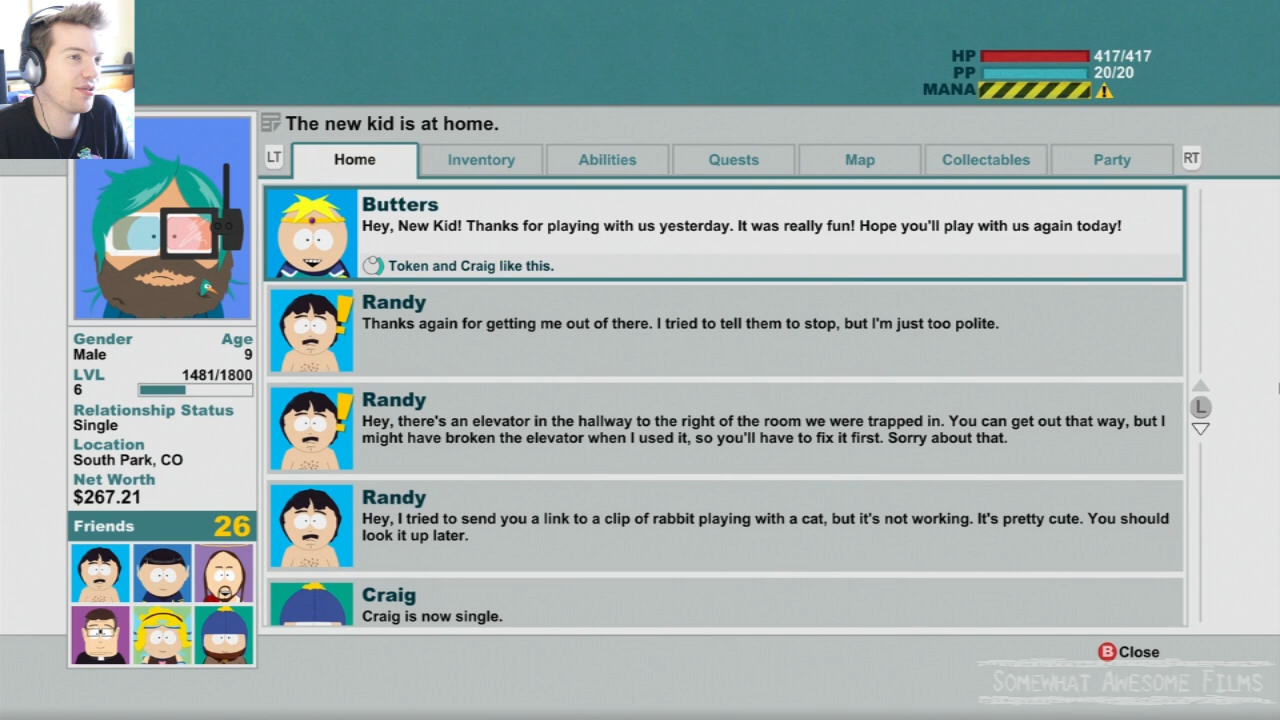 HP 417/417
PP 20/20
MANA
The new kid is at home.
LT Home Inventory Abilities Quests Map Collectables Party RT
Butters
Hey, New Kid! Thanks for playing with us yesterday. It was really fun! Hope you'll play with us again today!
Token and Craig like this.
Randy
Thanks again for getting me out of there. I tried to tell them to stop, but I'm just too polite.
Randy
Hey, there's an elevator in the hallway to the right of the room we were trapped in. You can get out that way, but I
might have broken the elevator when I used it, so you'll have to fix it first. Sorry about that.
Randy
Hey, I tried to send you a link to a clip of rabbit playing with a cat, but it's not working. It's pretty cute. You should
look it up later.
Craig
Craig is now single.
Gender Age
Male 9
LVL 1481/1800
6
Relationship Status
Single
Location
South Park, CO
Net Worth
$267.21
Friends 26
L
B Close
Somewhat Awesome Films